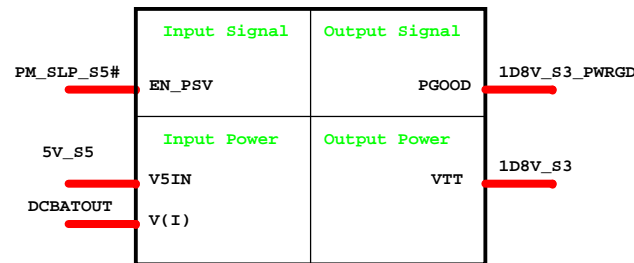 Input Signal Output Signal
PM_SLP_S5# EN_PSV PGOOD 1D8V_S3_PWRGD
Input Power Output Power
5V_S5 V5IN VTT 1D8V_S3
DCBATOUT V(I)